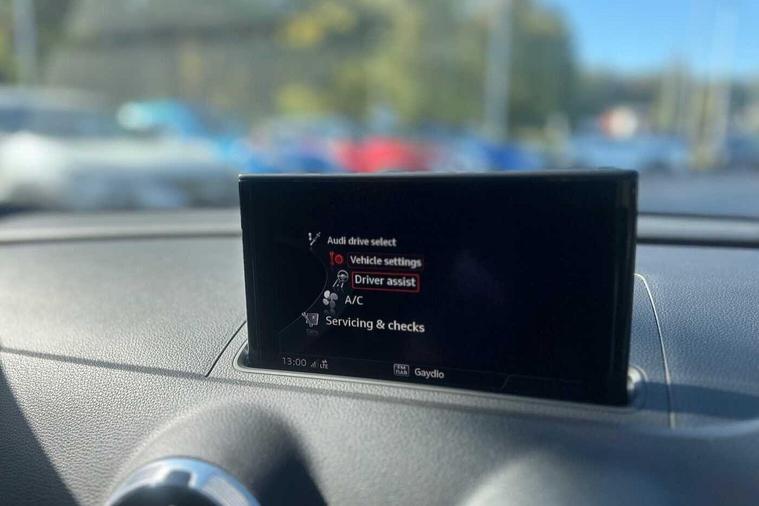 Audi drive select
Vehicle settings
Driver assist
A/C
Servicing & checks
13:00 LTE Gaydio